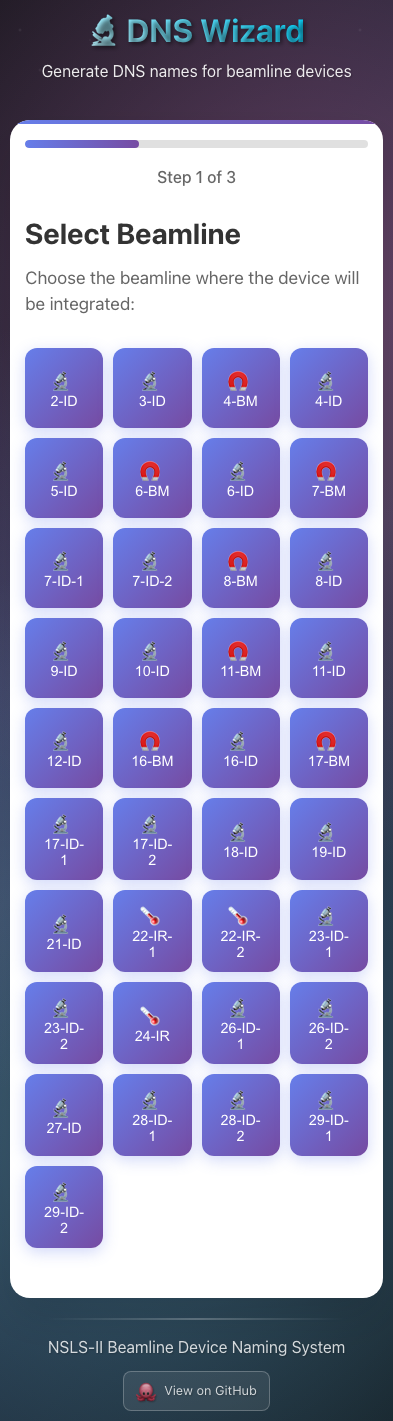 DNS Wizard
Generate DNS names for beamline devices
Step 1 of 3
Select Beamline
Choose the beamline where the device will
be integrated:
2-ID
3-ID
4-BM
4-ID
5-ID
6-BM
6-ID
7-BM
7-ID-1
7-ID-2
8-BM
8-ID
9-ID
10-ID
11-BM
11-ID
12-ID
16-BM
16-ID
17-BM
17-ID-
1
17-ID-
2
18-ID
19-ID
21-ID
22-IR-
1
22-IR-
2
23-ID-
1
23-ID-
2
24-IR
26-ID-
1
26-ID-
2
27-ID
28-ID-
1
28-ID-
2
29-ID-
1
29-ID-
2
NSLS-II Beamline Device Naming System
View on GitHub